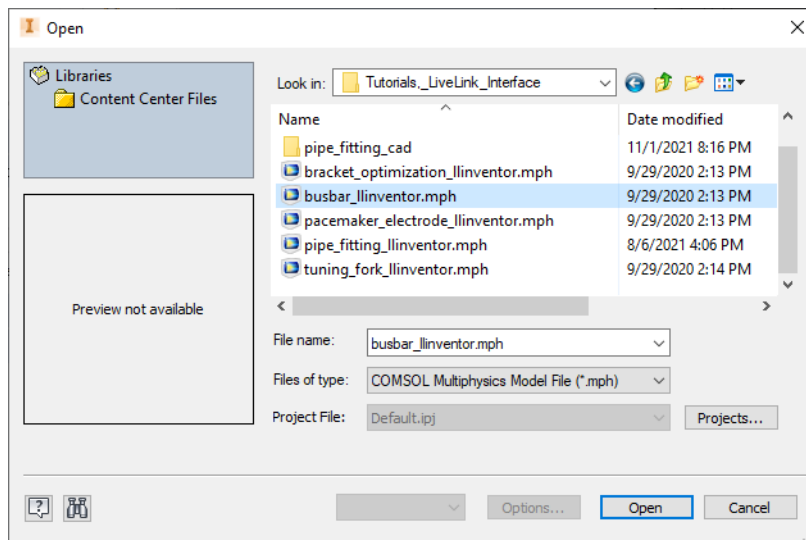 Open
Libraries
Content Center Files
Look in: Tutorials,_LiveLink_Interface
Name Date modified
pipe_fitting_cad 11/1/2021 8:16 PM
bracket_optimization_llinventor.mph 9/29/2020 2:13 PM
busbar_llinventor.mph 9/29/2020 2:13 PM
pacemaker_electrode_llinventor.mph 9/29/2020 2:13 PM
pipe_fitting_llinventor.mph 8/6/2021 4:06 PM
tuning_fork_llinventor.mph 9/29/2020 2:14 PM
Preview not available
File name: busbar_llinventor.mph
Files of type: COMSOL Multiphysics Model File (*.mph)
Project File: Default.ipj Projects...
Options... Open Cancel